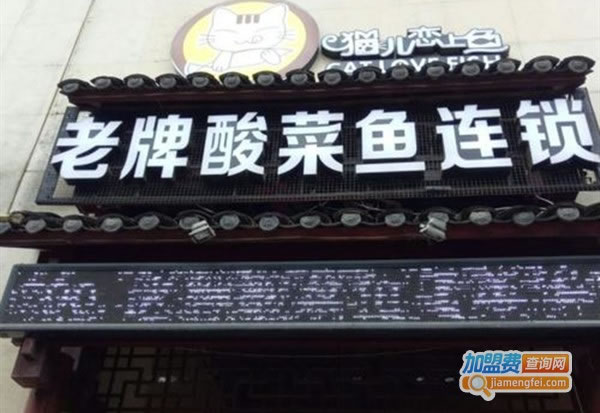 猫儿恋上鱼
CAT LOVE FISH
老牌酸菜鱼连锁
加盟费查询网
jiamengfei.com